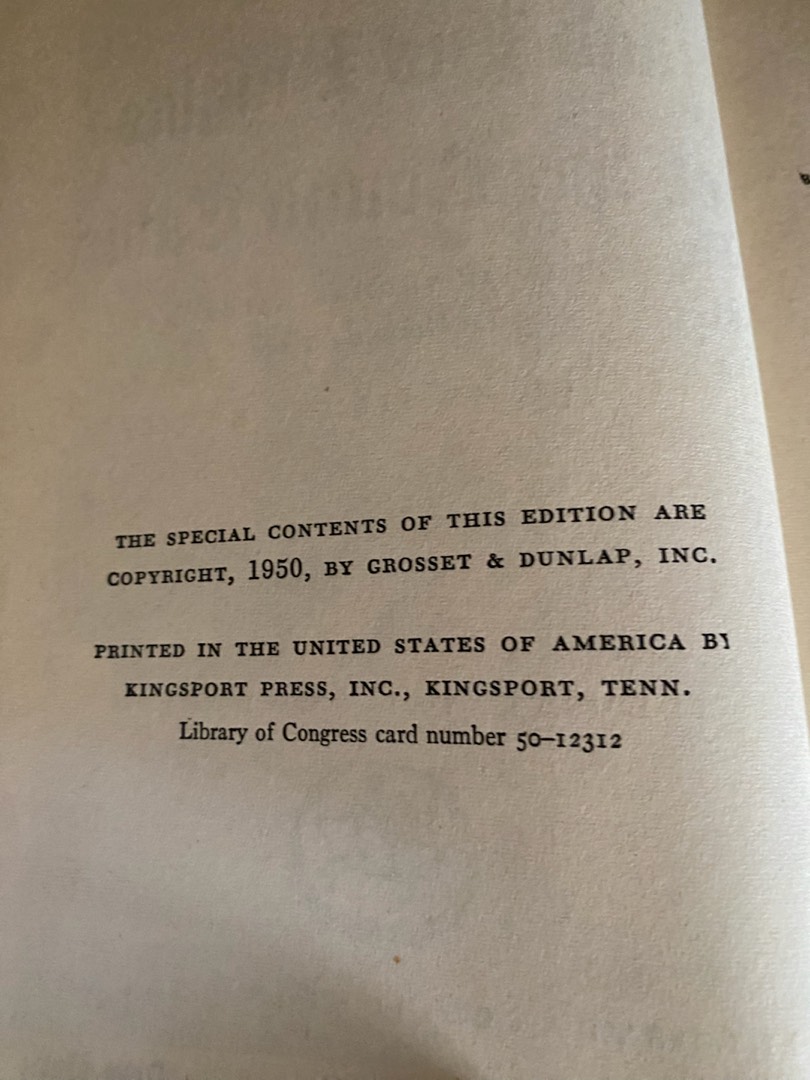 THE SPECIAL CONTENTS OF THIS EDITION ARE
COPYRIGHT, 1950, BY GROSSET & DUNLAP, INC.
PRINTED IN THE UNITED STATES OF AMERICA BY
KINGSPORT PRESS, INC., KINGSPORT, TENN.
Library of Congress card number 50–12312